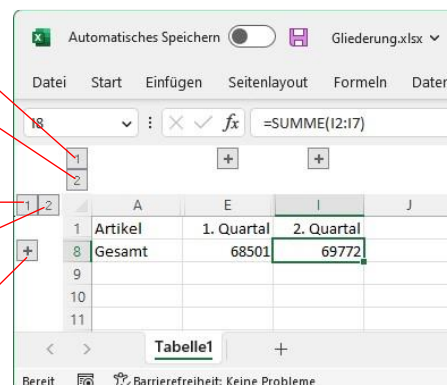 Automatisches Speichern Gliederung.xlsx
Datei Start Einfügen Seitenlayout Formeln Daten
I8 fx =SUMME(I2:I7)
1 + +
2
1 2 A E I J
1 Artikel 1. Quartal 2. Quartal
+ 8 Gesamt 68501 69772
9
10
11
Tabelle1 +
Bereit Barrierefreiheit: Keine Probleme